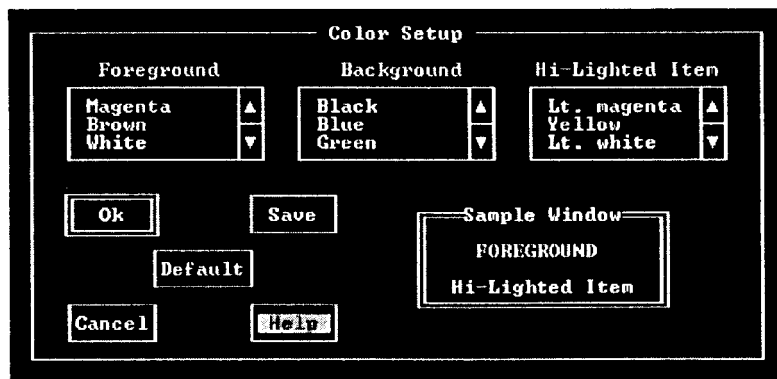 Color Setup
Foreground
Background
Hi-Lighted Item
Magenta
Brown
White
Black
Blue
Green
Lt. magenta
Yellow
Lt. white
Ok
Save
Default
Cancel
Help
Sample Window
FOREGROUND
Hi-Lighted Item